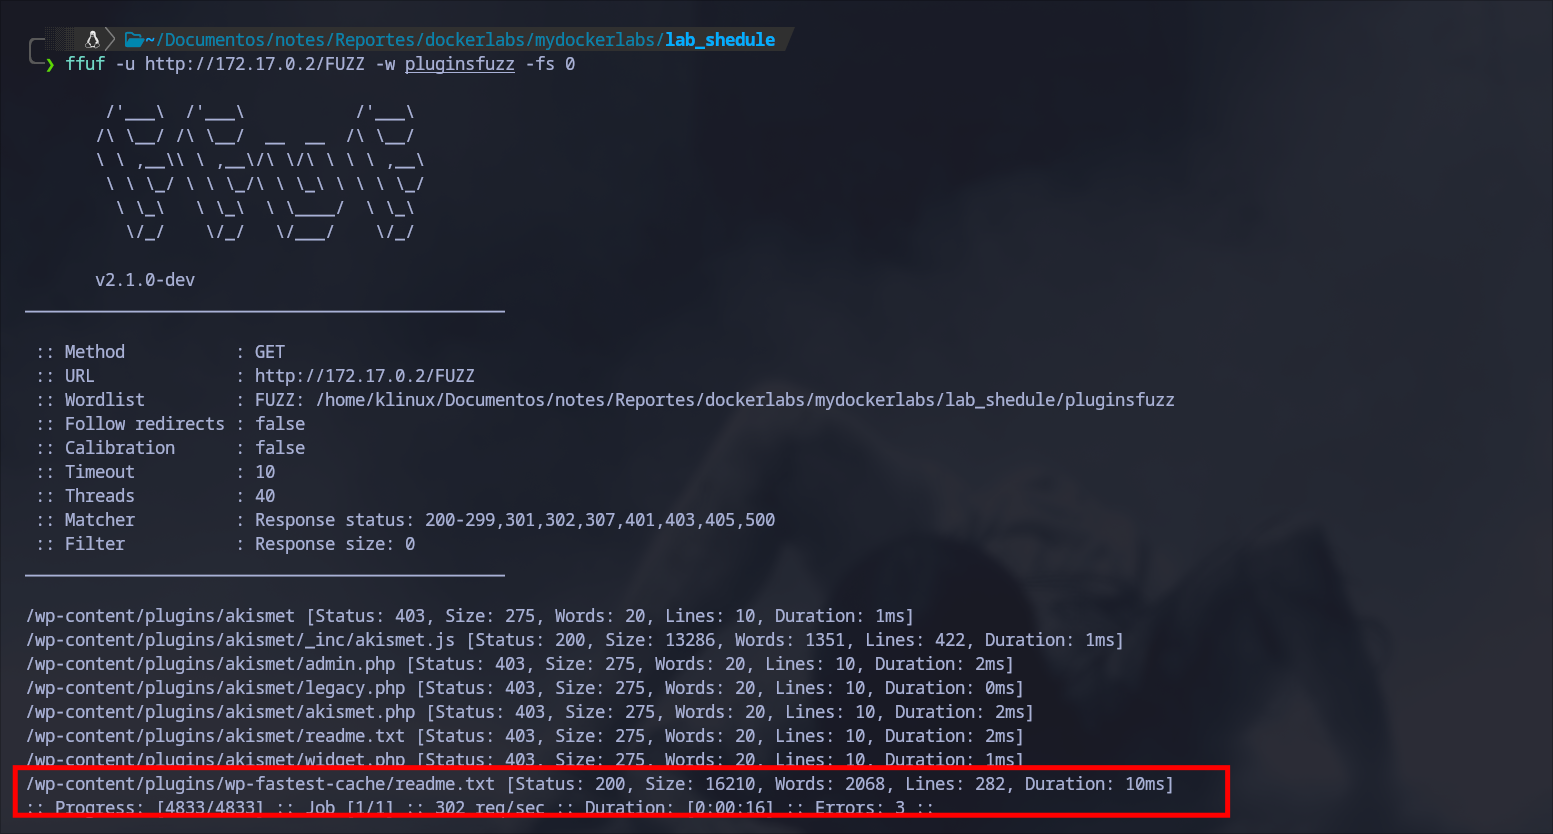 ~/Documentos/notes/Reportes/dockerlabs/mydockerlabs/lab_shedule
❯ ffuf -u http://172.17.0.2/FUZZ -w pluginsfuzz -fs 0
        /'___\  /'___\           /'___\
       /\ \__/ /\ \__/  __  __  /\ \__/
       \ \ ,__\\ \ ,__\/\ \/\ \ \ \ ,__\
        \ \ \_/ \ \ \_/\ \ \_\ \ \ \ \_/
         \ \_\   \ \_\  \ \____/  \ \_\
          \/_/    \/_/   \/___/    \/_/
v2.1.0-dev
________________________________________________
:: Method           : GET
:: URL              : http://172.17.0.2/FUZZ
:: Wordlist         : FUZZ: /home/klinux/Documentos/notes/Reportes/dockerlabs/mydockerlabs/lab_shedule/pluginsfuzz
:: Follow redirects : false
:: Calibration      : false
:: Timeout          : 10
:: Threads          : 40
:: Matcher          : Response status: 200-299,301,302,307,401,403,405,500
:: Filter           : Response size: 0
________________________________________________
/wp-content/plugins/akismet [Status: 403, Size: 275, Words: 20, Lines: 10, Duration: 1ms]
/wp-content/plugins/akismet/_inc/akismet.js [Status: 200, Size: 13286, Words: 1351, Lines: 422, Duration: 1ms]
/wp-content/plugins/akismet/admin.php [Status: 403, Size: 275, Words: 20, Lines: 10, Duration: 2ms]
/wp-content/plugins/akismet/legacy.php [Status: 403, Size: 275, Words: 20, Lines: 10, Duration: 0ms]
/wp-content/plugins/akismet/akismet.php [Status: 403, Size: 275, Words: 20, Lines: 10, Duration: 2ms]
/wp-content/plugins/akismet/readme.txt [Status: 403, Size: 275, Words: 20, Lines: 10, Duration: 2ms]
/wp-content/plugins/akismet/widget.php [Status: 403, Size: 275, Words: 20, Lines: 10, Duration: 1ms]
/wp-content/plugins/wp-fastest-cache/readme.txt [Status: 200, Size: 16210, Words: 2068, Lines: 282, Duration: 10ms]
:: Progress: [4833/4833] :: Job [1/1] :: 302 req/sec :: Duration: [0:00:16] :: Errors: 3 ::